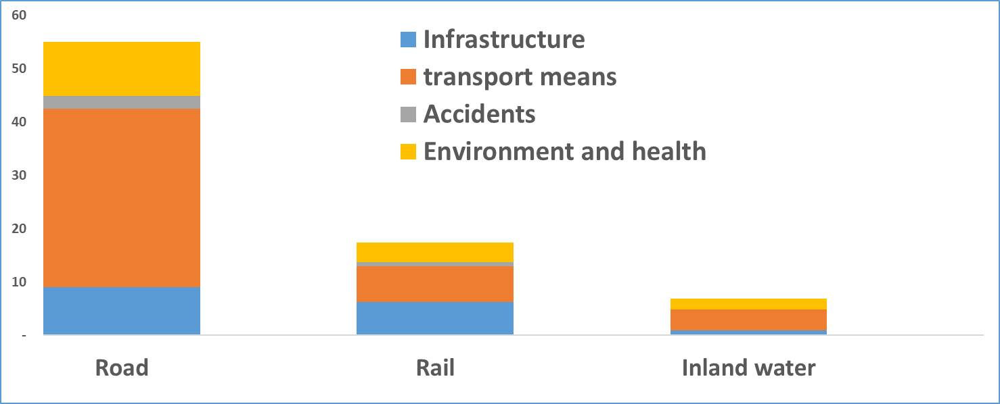 60
50
40
30
20
10
-
Infrastructure
transport means
Accidents
Environment and health
Road
Rail
Inland water